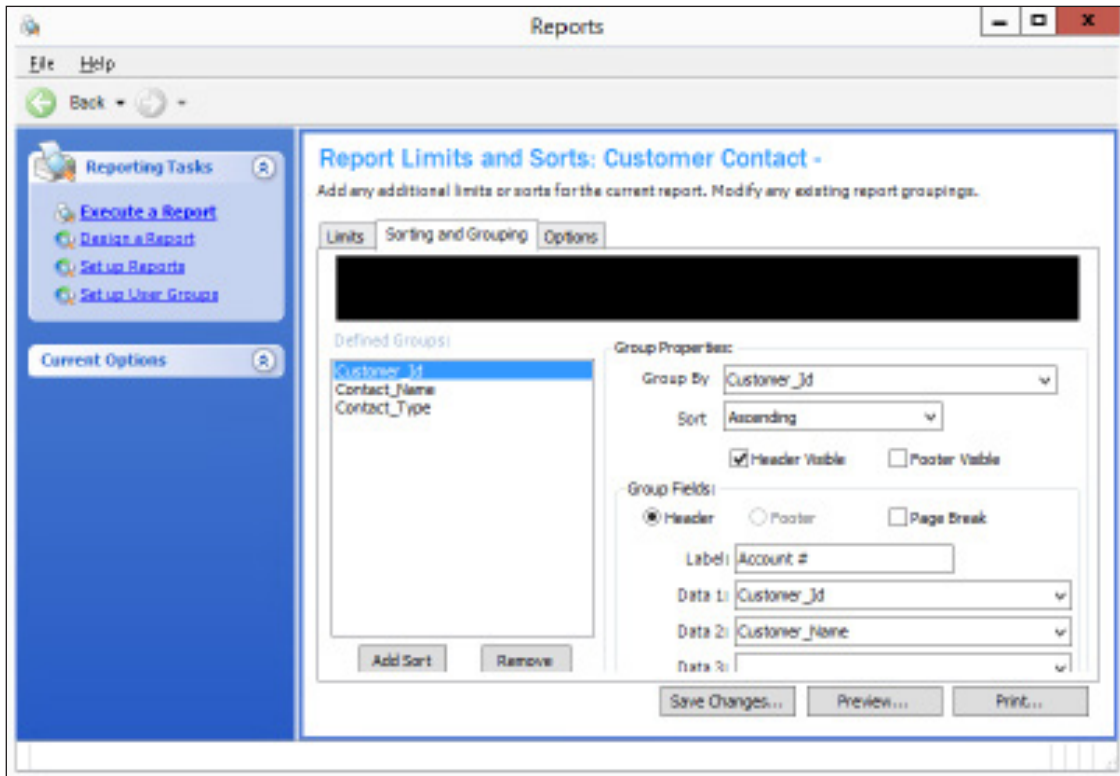 Reports
File Help
Back
Reporting Tasks
Execute a Report
Design a Report
Set up Reports
Set up User Groups
Current Options
Report Limits and Sorts: Customer Contact -
Add any additional limits or sorts for the current report. Modify any existing report groupings.
Limits Sorting and Grouping Options
Defined Groups:
Customer_Id
Contact_Name
Contact_Type
Add Sort Remove
Group Properties:
Group By Customer_Id
Sort Ascending
Header Visible Footer Visible
Group Fields:
Header Footer Page Break
Label: Account #
Data 1: Customer_Id
Data 2: Customer_Name
Data 3:
Save Changes... Preview... Print...